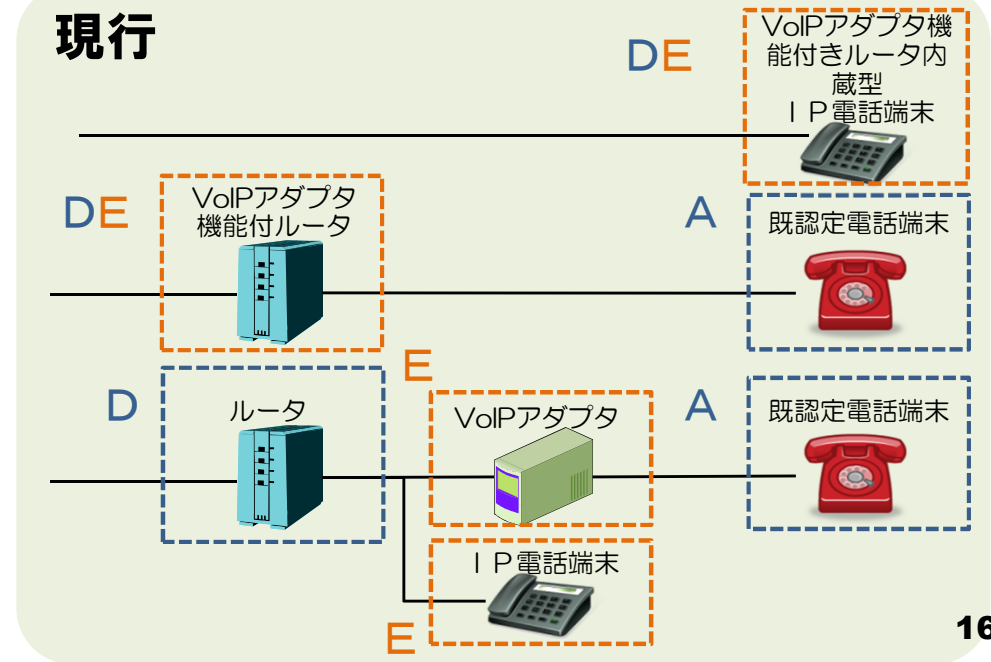 現行
DE
VoIPアダプタ機
能付きルータ内
蔵型
ＩＰ電話端末
DE
VoIPアダプタ
機能付ルータ
A
既認定電話端末
D
ルータ
E
VoIPアダプタ
A
既認定電話端末
ＩＰ電話端末
E
16